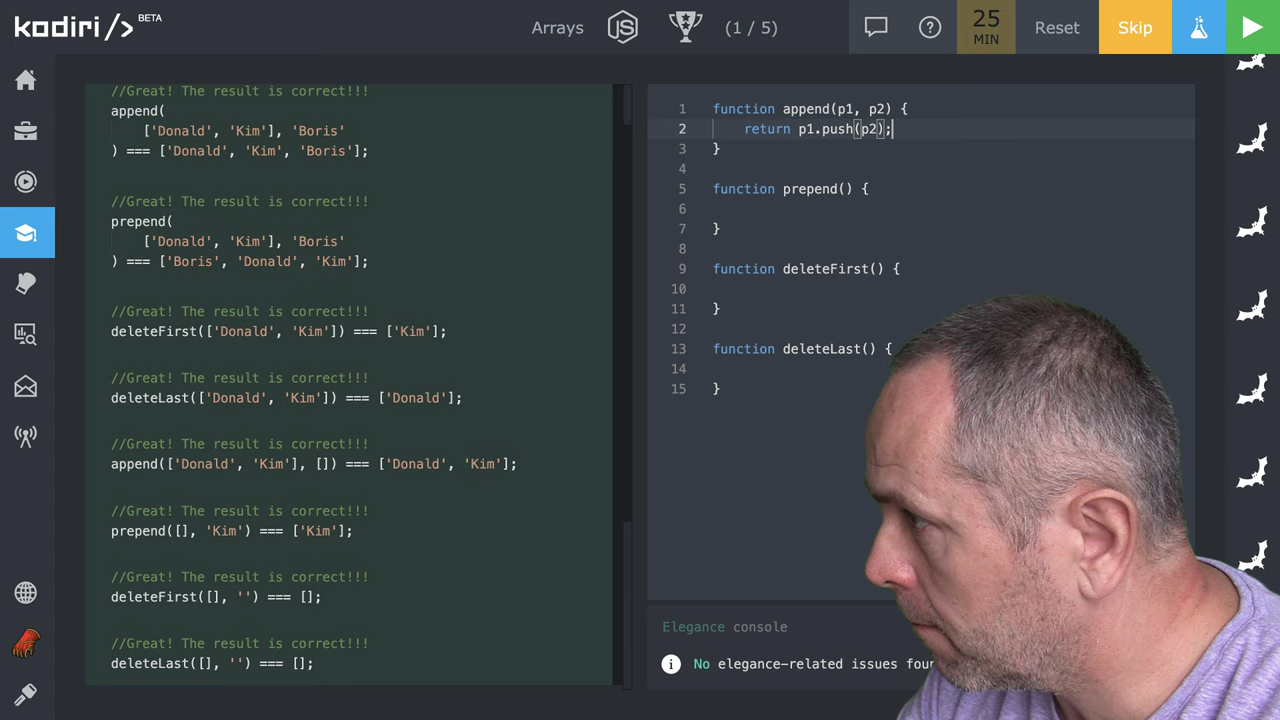 kodiri/> BETA
Arrays JS (1 / 5)
25 MIN Reset Skip
//Great! The result is correct!!!
append(
['Donald', 'Kim'], 'Boris'
) === ['Donald', 'Kim', 'Boris'];
//Great! The result is correct!!!
prepend(
['Donald', 'Kim'], 'Boris'
) === ['Boris', 'Donald', 'Kim'];
//Great! The result is correct!!!
deleteFirst(['Donald', 'Kim']) === ['Kim'];
//Great! The result is correct!!!
deleteLast(['Donald', 'Kim']) === ['Donald'];
//Great! The result is correct!!!
append(['Donald', 'Kim'], []) === ['Donald', 'Kim'];
//Great! The result is correct!!!
prepend([], 'Kim') === ['Kim'];
//Great! The result is correct!!!
deleteFirst([], '') === [];
//Great! The result is correct!!!
deleteLast([], '') === [];
1 function append(p1, p2) {
2 return p1.push(p2);
3 }
4
5 function prepend() {
6
7 }
8
9 function deleteFirst() {
10
11 }
12
13 function deleteLast() {
14
15 }
Elegance console
i No elegance-related issues